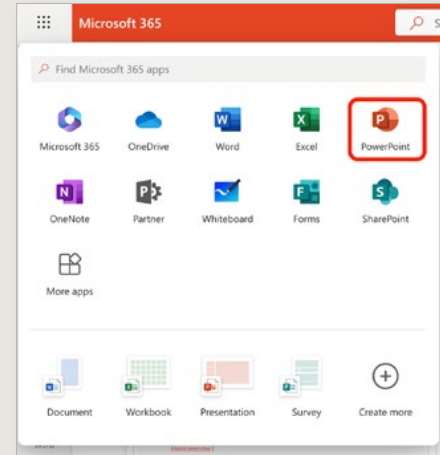 Microsoft 365
S
Find Microsoft 365 apps
Microsoft 365 OneDrive Word Excel PowerPoint
OneNote Partner Whiteboard Forms SharePoint
More apps
Document Workbook Presentation Survey Create more